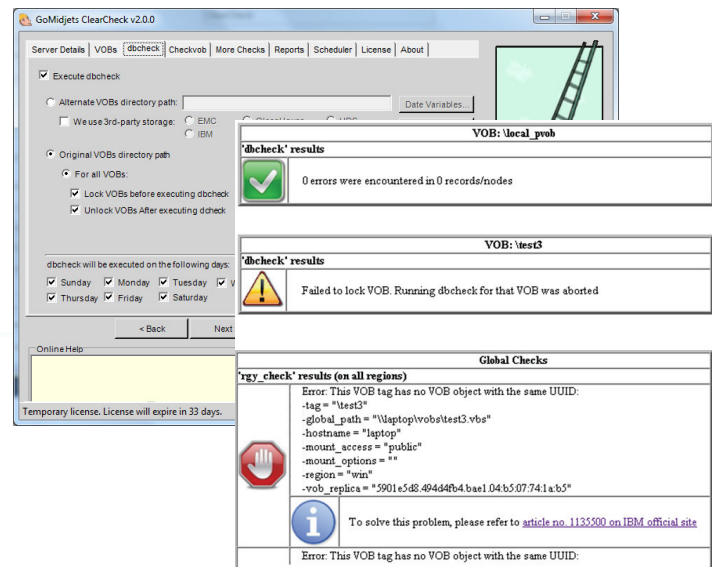 GoMidjets ClearCheck v2.0.0
Server Details VOBs dbcheck Checkvob More Checks Reports Scheduler License About
Execute dbcheck
Alternate VOBs directory path: Date Variables...
We use 3rd-party storage: EMC
IBM
Original VOBs directory path
For all VOBs:
Lock VOBs before executing dbcheck
Unlock VOBs After executing dcheck
dbcheck will be executed on the following days:
Sunday Monday Tuesday
Thursday Friday Saturday
< Back Next
Online Help
Temporary license. License will expire in 33 days.
VOB: \local_pvob
'dbcheck' results
0 errors were encountered in 0 records/nodes
VOB: \test3
'dbcheck' results
Failed to lock VOB. Running dbcheck for that VOB was aborted
Global Checks
'rgy_check' results (on all regions)
Error: This VOB tag has no VOB object with the same UUID:
-tag = "\test3"
-global_path = "\\laptop\vobs\test3.vbs"
-hostname = "laptop"
-mount_access = "public"
-mount_options = ""
-region = "win"
-vob_replica = "5901e5d8.494d4fb4.bae1.04:b5:07:74:1a:b5"
To solve this problem, please refer to article no. 1135500 on IBM official site
Error: This VOB tag has no VOB object with the same UUID: